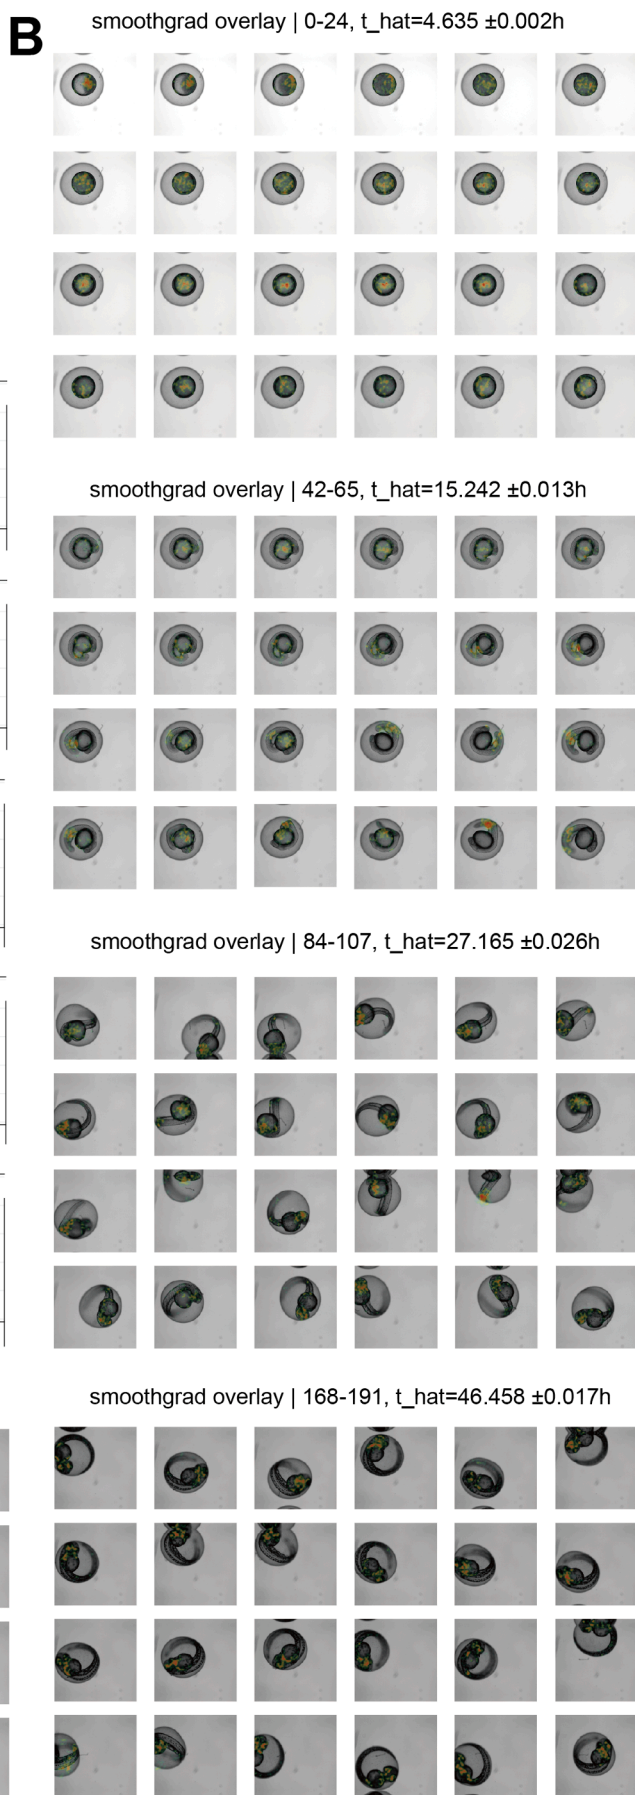 B
smoothgrad overlay | 0-24, t_hat=4.635 ±0.002h
smoothgrad overlay | 42-65, t_hat=15.242 ±0.013h
smoothgrad overlay | 84-107, t_hat=27.165 ±0.026h
smoothgrad overlay | 168-191, t_hat=46.458 ±0.017h